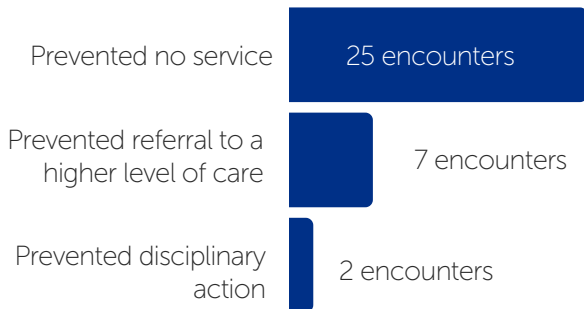 Prevented no service
25 encounters
Prevented referral to a
higher level of care
7 encounters
Prevented disciplinary
action
2 encounters